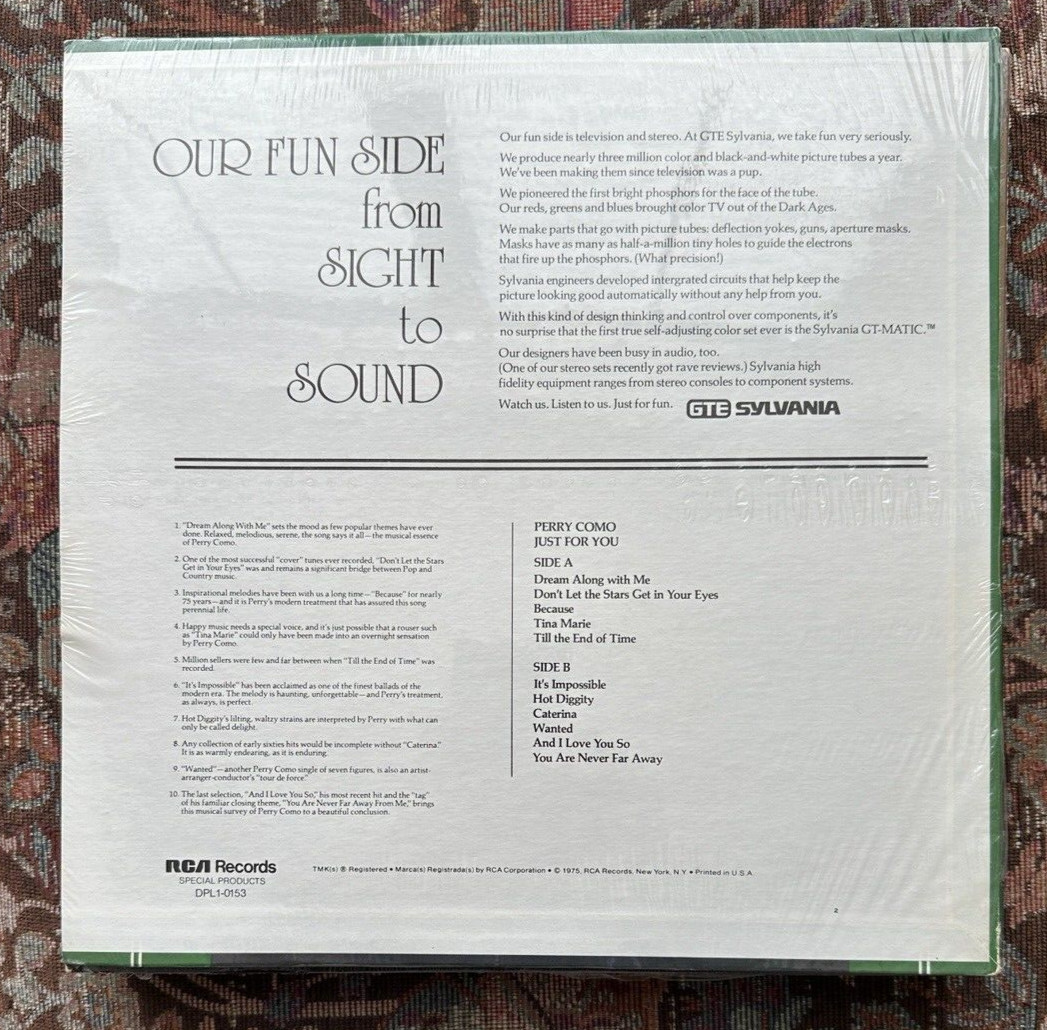 OUR FUN SIDE
from
SIGHT
to
SOUND
Our fun side is television and stereo. At GTE Sylvania, we take fun very seriously.
We produce nearly three million color and black-and-white picture tubes a year.
We've been making them since television was a pup.
We pioneered the first bright phosphors for the face of the tube.
Our reds, greens and blues brought color TV out of the Dark Ages.
We make parts that go with picture tubes: deflection yokes, guns, aperture masks.
Masks have as many as half-a-million tiny holes to guide the electrons
that fire up the phosphors. (What precision!)
Sylvania engineers developed intergrated circuits that help keep the
picture looking good automatically without any help from you.
With this kind of design thinking and control over components, it's
no surprise that the first true self-adjusting color set ever is the Sylvania GT-MATIC.™
Our designers have been busy in audio, too.
(One of our stereo sets recently got rave reviews.) Sylvania high
fidelity equipment ranges from stereo consoles to component systems.
Watch us. Listen to us. Just for fun. GTE SYLVANIA
1. "Dream Along With Me" sets the mood as few popular themes have ever
done. Relaxed, melodious, serene, the song says it all—the musical essence
of Perry Como.
2. One of the most successful "cover" tunes ever recorded, "Don't Let the Stars
Get in Your Eyes" was and remains a significant bridge between Pop and
Country music.
3. Inspirational melodies have been with us a long time—"Because" for nearly
75 years—and it is Perry's modern treatment that has assured this song
perennial life.
4. Happy music needs a special voice, and it's just possible that a rouser such
as "Tina Marie" could only have been made into an overnight sensation
by Perry Como.
5. Million sellers were few and far between when "Till the End of Time" was
recorded.
6. "It's Impossible" has been acclaimed as one of the finest ballads of the
modern era. The melody is haunting, unforgettable—and Perry's treatment,
as always, is perfect.
7. Hot Diggity's lilting, waltzy strains are interpreted by Perry with what can
only be called delight.
8. Any collection of early sixties hits would be incomplete without "Caterina."
It is as warmly endearing, as it is enduring.
9. "Wanted"—another Perry Como single of seven figures, is also an artist-
arranger-conductor's "tour de force."
10. The last selection, "And I Love You So," his most recent hit and the "tag"
of his familiar closing theme, "You Are Never Far Away From Me," brings
this musical survey of Perry Como to a beautiful conclusion.
PERRY COMO
JUST FOR YOU
SIDE A
Dream Along with Me
Don't Let the Stars Get in Your Eyes
Because
Tina Marie
Till the End of Time
SIDE B
It's Impossible
Hot Diggity
Caterina
Wanted
And I Love You So
You Are Never Far Away
RCA Records
SPECIAL PRODUCTS
DPL1-0153
TMK(s) ® Registered • Marca(s) Registrada(s) by RCA Corporation • © 1975, RCA Records, New York, N.Y. • Printed in U.S.A.
2